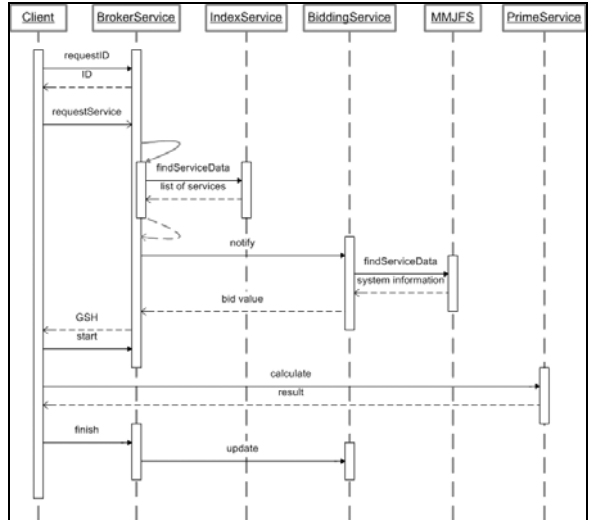 Client BrokerService IndexService BiddingService MMJFS PrimeService
requestID
ID
requestService
findServiceData
list of services
notify
findServiceData
system information
bid value
GSH
start
calculate
result
finish
update